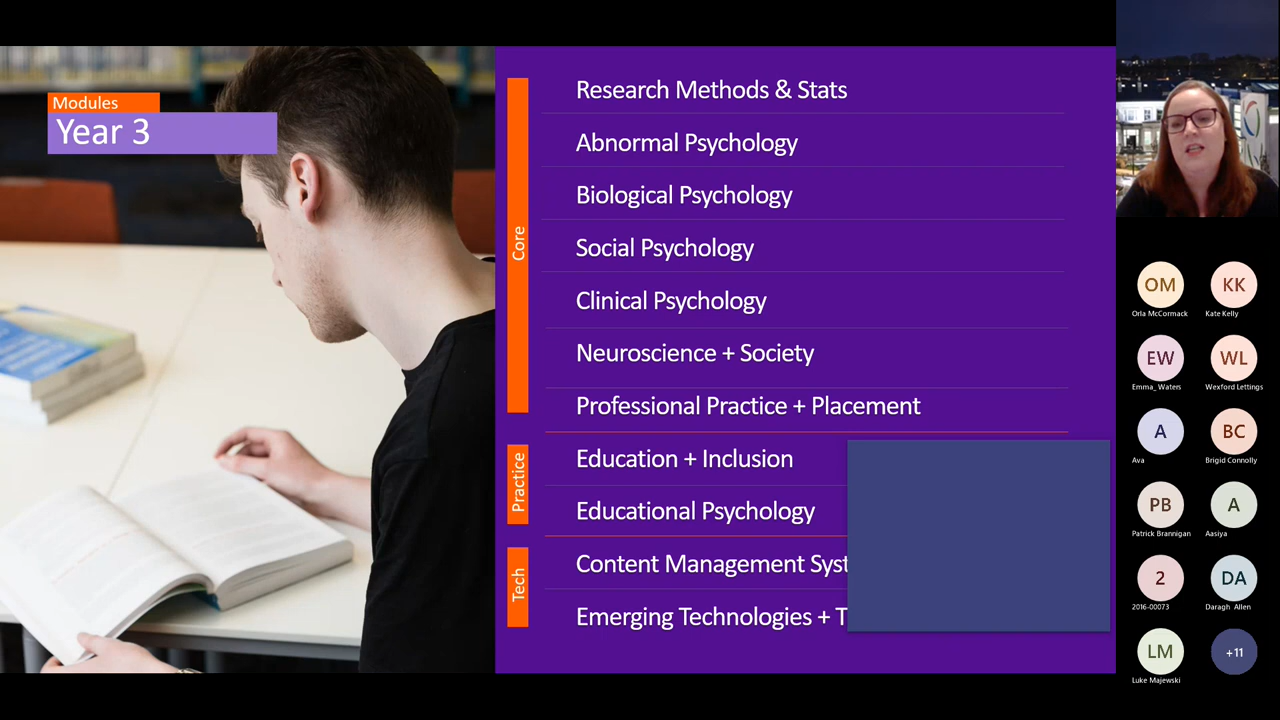 Modules
Year 3
Core
Research Methods & Stats
Abnormal Psychology
Biological Psychology
Social Psychology
Clinical Psychology
Neuroscience + Society
Professional Practice + Placement
Practice
Education + Inclusion
Educational Psychology
Tech
Content Management
Emerging Technologies +
OM
KK
Orla McCormack
Kate Kelly
EW
WL
Emma_ Waters
Wexford Lettings
A
BC
Ava
Brigid Connolly
PB
A
Patrick Brannigan
Aasiya
2
DA
2016-00073
Daragh Allen
LM
+11
Luke Majewski